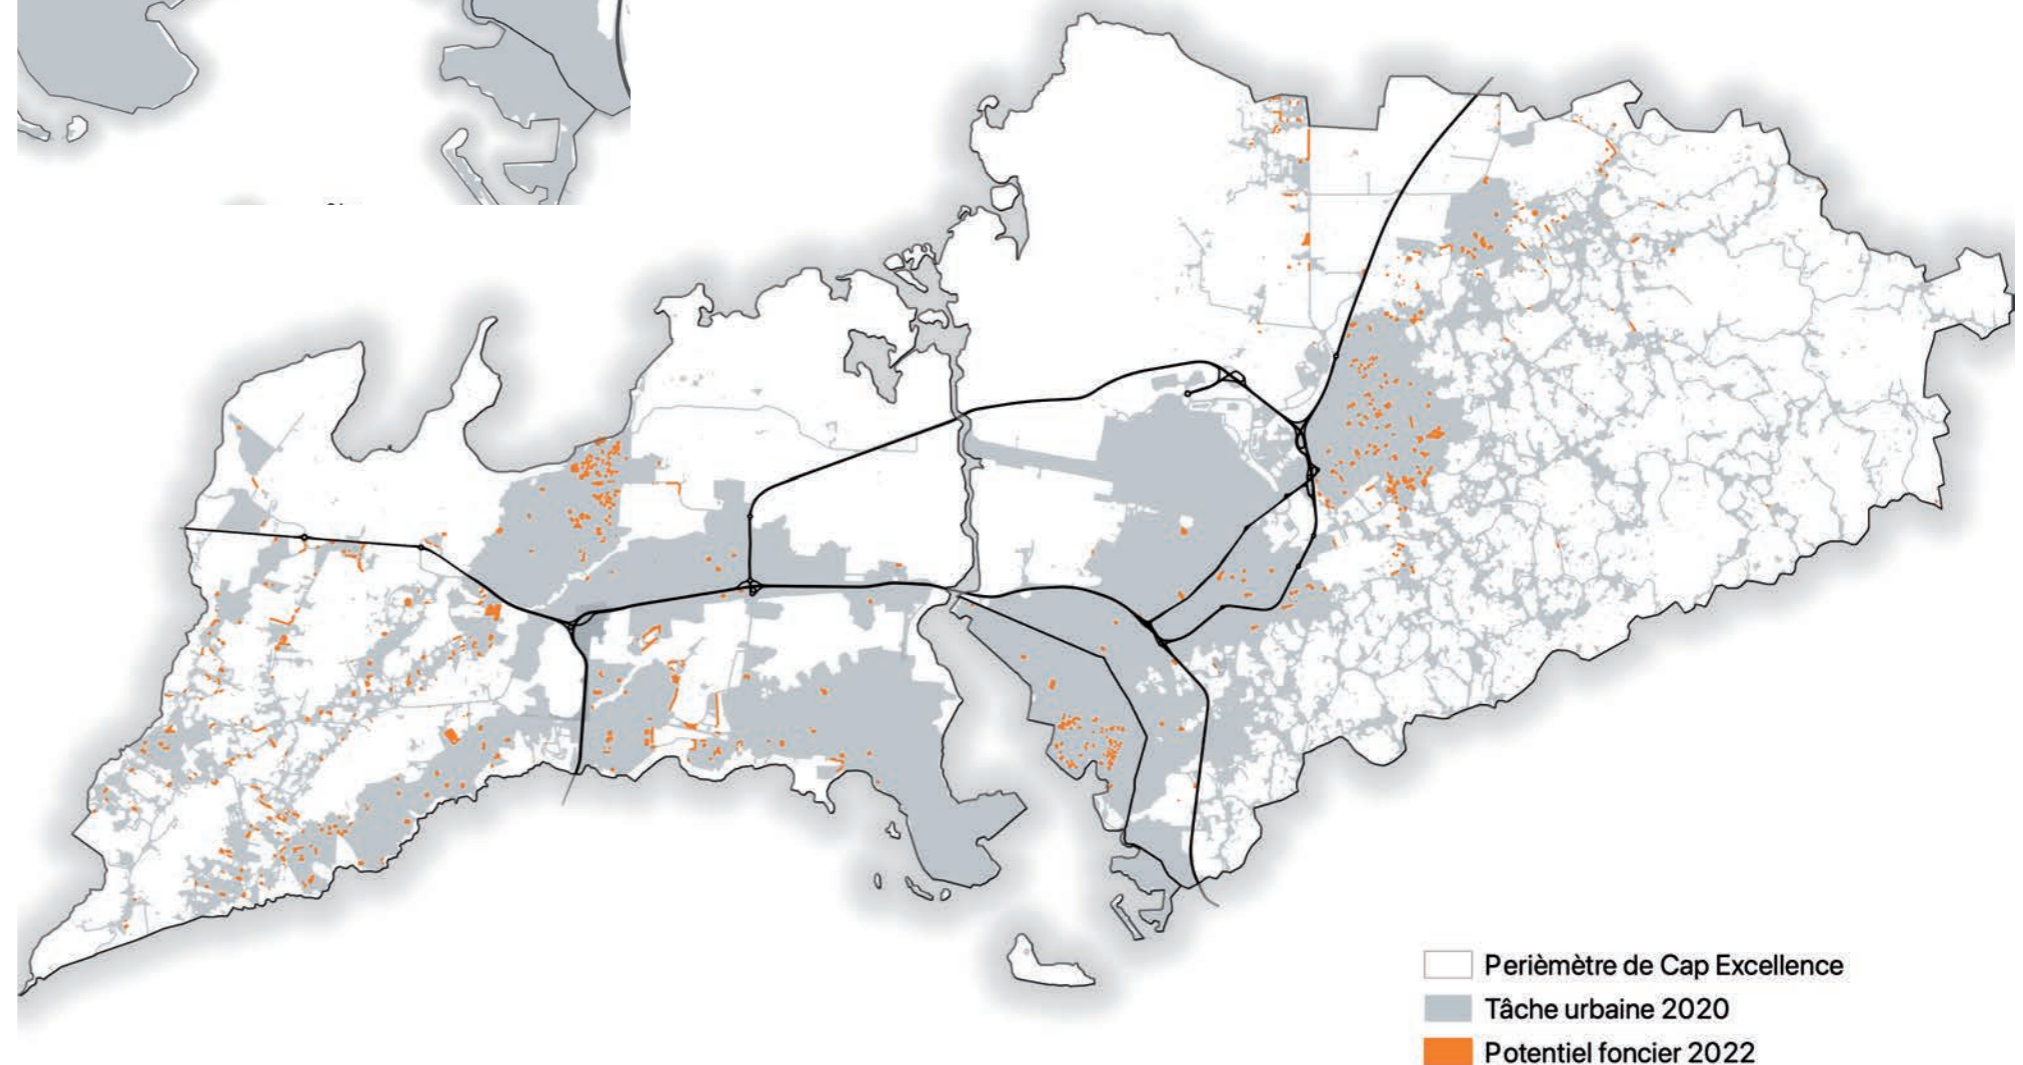 Perièmètre de Cap Excellence
Tâche urbaine 2020
Potentiel foncier 2022